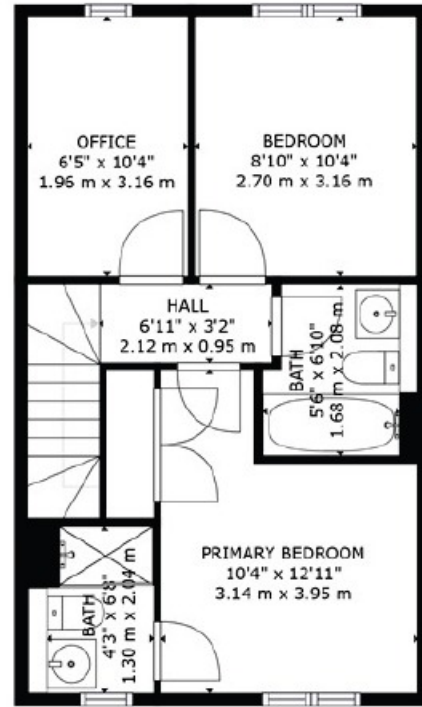 OFFICE
6'5" x 10'4"
1.96 m x 3.16 m
BEDROOM
8'10" x 10'4"
2.70 m x 3.16 m
HALL
6'11" x 3'2"
2.12 m x 0.95 m
BATH
5'6" x 6'10"
1.68 m x 2.08 m
PRIMARY BEDROOM
10'4" x 12'11"
3.14 m x 3.95 m
BATH
4'3" x 6'8"
1.30 m x 2.04 m